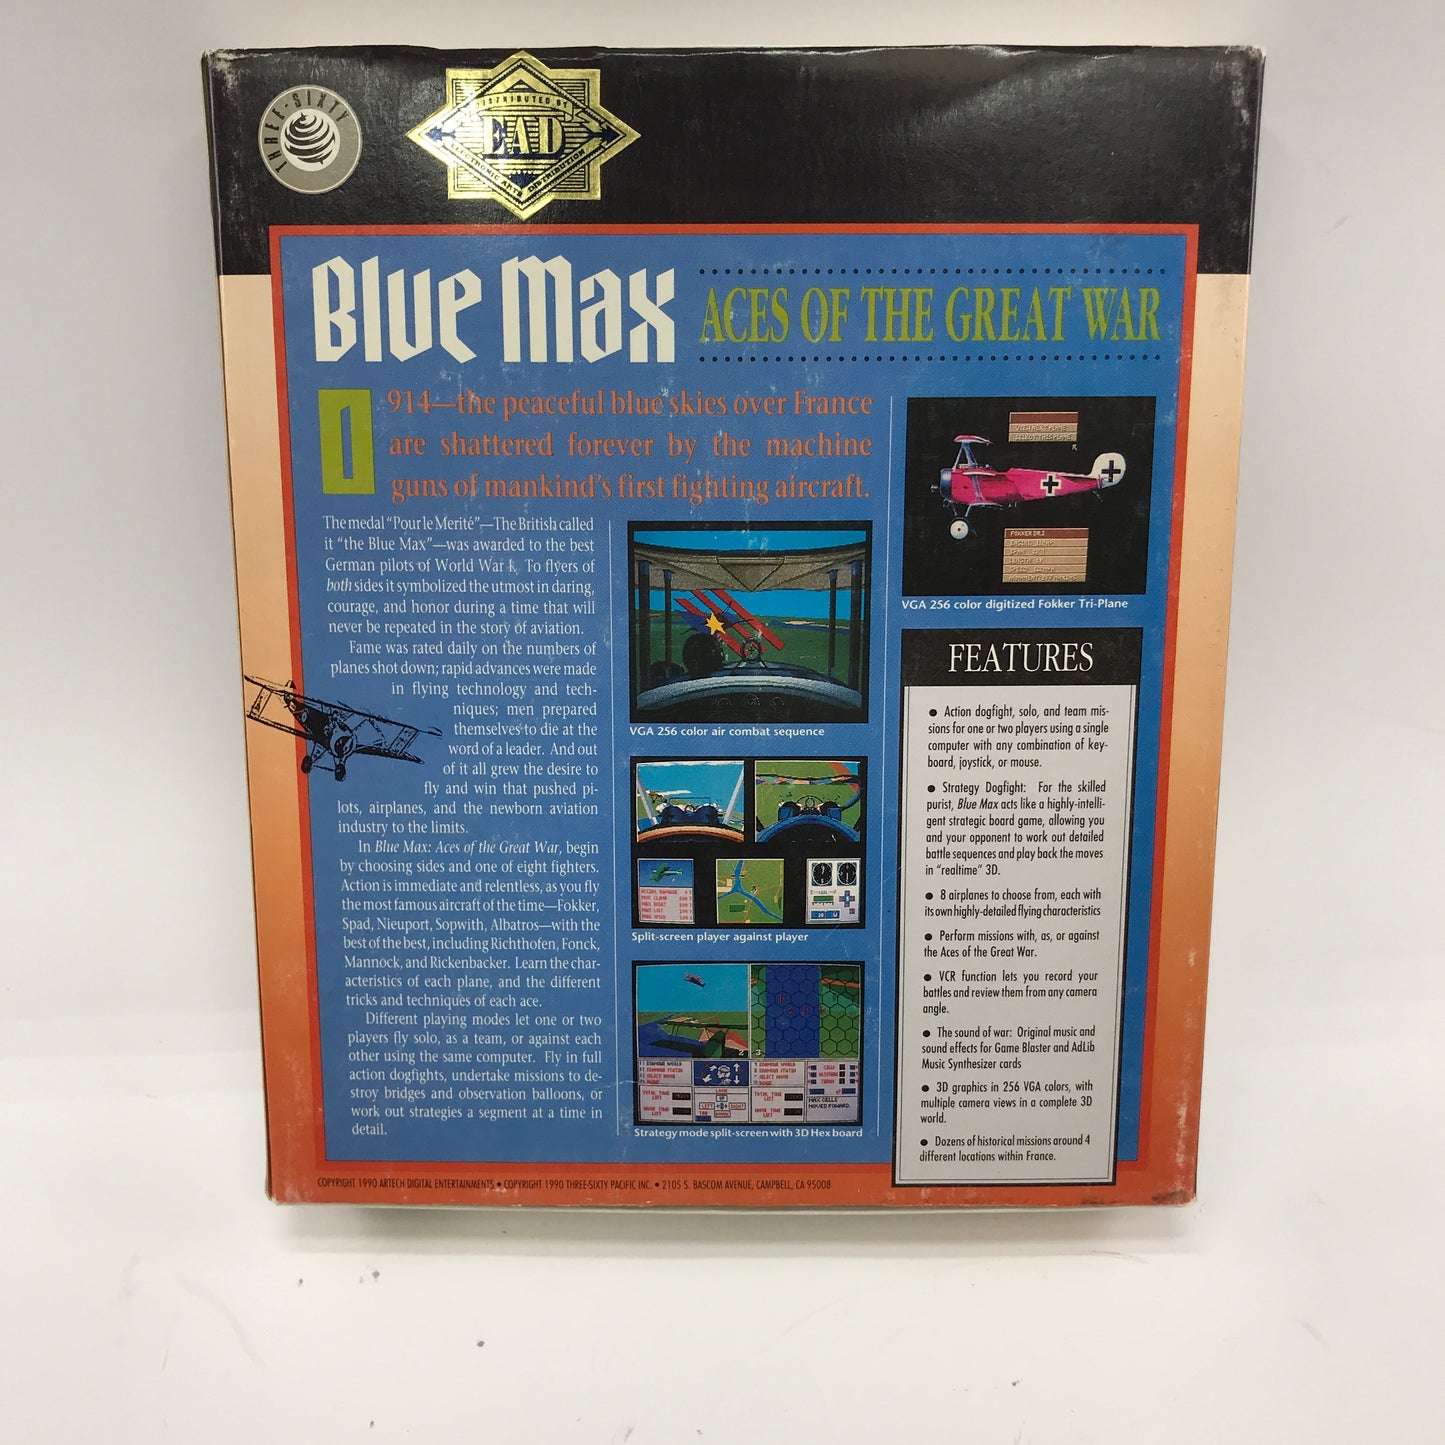 THREE-SIXTY
DISTRIBUTED BY
EAD
ELECTRONIC ARTS DISTRIBUTION
Blue Max
ACES OF THE GREAT WAR
1914—the peaceful blue skies over France
are shattered forever by the machine
guns of mankind's first fighting aircraft.
The medal "Pour le Merité"—The British called
it "the Blue Max"—was awarded to the best
German pilots of World War I. To flyers of
both sides it symbolized the utmost in daring,
courage, and honor during a time that will
never be repeated in the story of aviation.
Fame was rated daily on the numbers of
planes shot down; rapid advances were made
in flying technology and tech-
niques; men prepared
themselves to die at the
word of a leader. And out
of it all grew the desire to
fly and win that pushed pi-
lots, airplanes, and the newborn aviation
industry to the limits.
In Blue Max: Aces of the Great War, begin
by choosing sides and one of eight fighters.
Action is immediate and relentless, as you fly
the most famous aircraft of the time—Fokker,
Spad, Nieuport, Sopwith, Albatros—with the
best of the best, including Richthofen, Fonck,
Mannock, and Rickenbacker. Learn the char-
acteristics of each plane, and the different
tricks and techniques of each ace.
Different playing modes let one or two
players fly solo, as a team, or against each
other using the same computer. Fly in full
action dogfights, undertake missions to de-
stroy bridges and observation balloons, or
work out strategies a segment at a time in
detail.
VGA 256 color air combat sequence
Split-screen player against player
2
3
MAX CELLS
MOVED FOWARD.
Strategy mode split-screen with 3D Hex board
SELECT THIS PLANE
FOKKER DR.I
VGA 256 color digitized Fokker Tri-Plane
FEATURES
● Action dogfight, solo, and team mis-
sions for one or two players using a single
computer with any combination of key-
board, joystick, or mouse.
● Strategy Dogfight: For the skilled
purist, Blue Max acts like a highly-intelli-
gent strategic board game, allowing you
and your opponent to work out detailed
battle sequences and play back the moves
in "realtime" 3D.
● 8 airplanes to choose from, each with
its own highly-detailed flying characteristics
● Perform missions with, as, or against
the Aces of the Great War.
● VCR function lets you record your
battles and review them from any camera
angle.
● The sound of war: Original music and
sound effects for Game Blaster and AdLib
Music Synthesizer cards
● 3D graphics in 256 VGA colors, with
multiple camera views in a complete 3D
world.
● Dozens of historical missions around 4
different locations within France.
COPYRIGHT 1990 ARTECH DIGITAL ENTERTAINMENTS • COPYRIGHT 1990 THREE-SIXTY PACIFIC INC. • 2105 S. BASCOM AVENUE, CAMPBELL, CA 95008